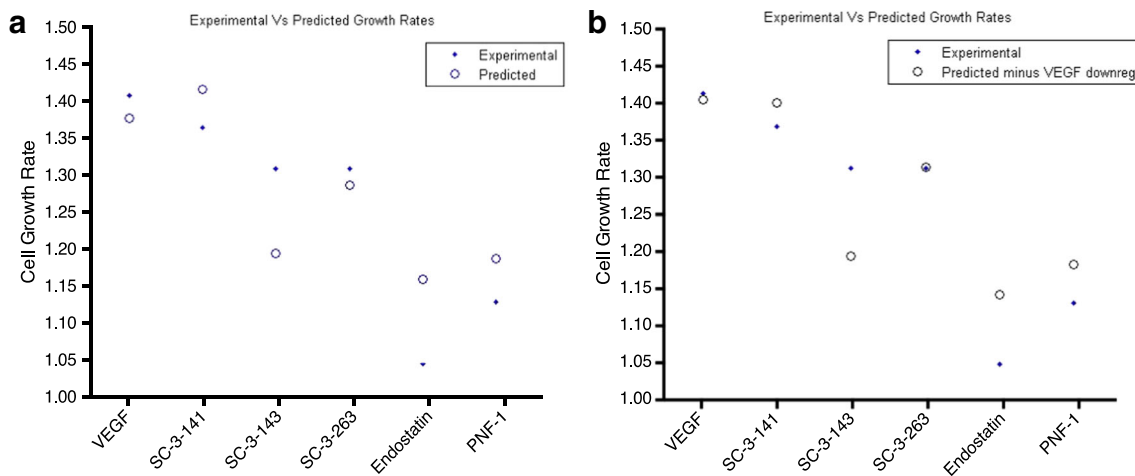 a
Experimental Vs Predicted Growth Rates
Experimental
Predicted
Cell Growth Rate
1.50
1.45
1.40
1.35
1.30
1.25
1.20
1.15
1.10
1.05
1.00
VEGF
SC-3-141
SC-3-143
SC-3-263
Endostatin
PNF-1
b
Experimental Vs Predicted Growth Rates
Experimental
Predicted minus VEGF downreg
Cell Growth Rate
1.50
1.45
1.40
1.35
1.30
1.25
1.20
1.15
1.10
1.05
1.00
VEGF
SC-3-141
SC-3-143
SC-3-263
Endostatin
PNF-1